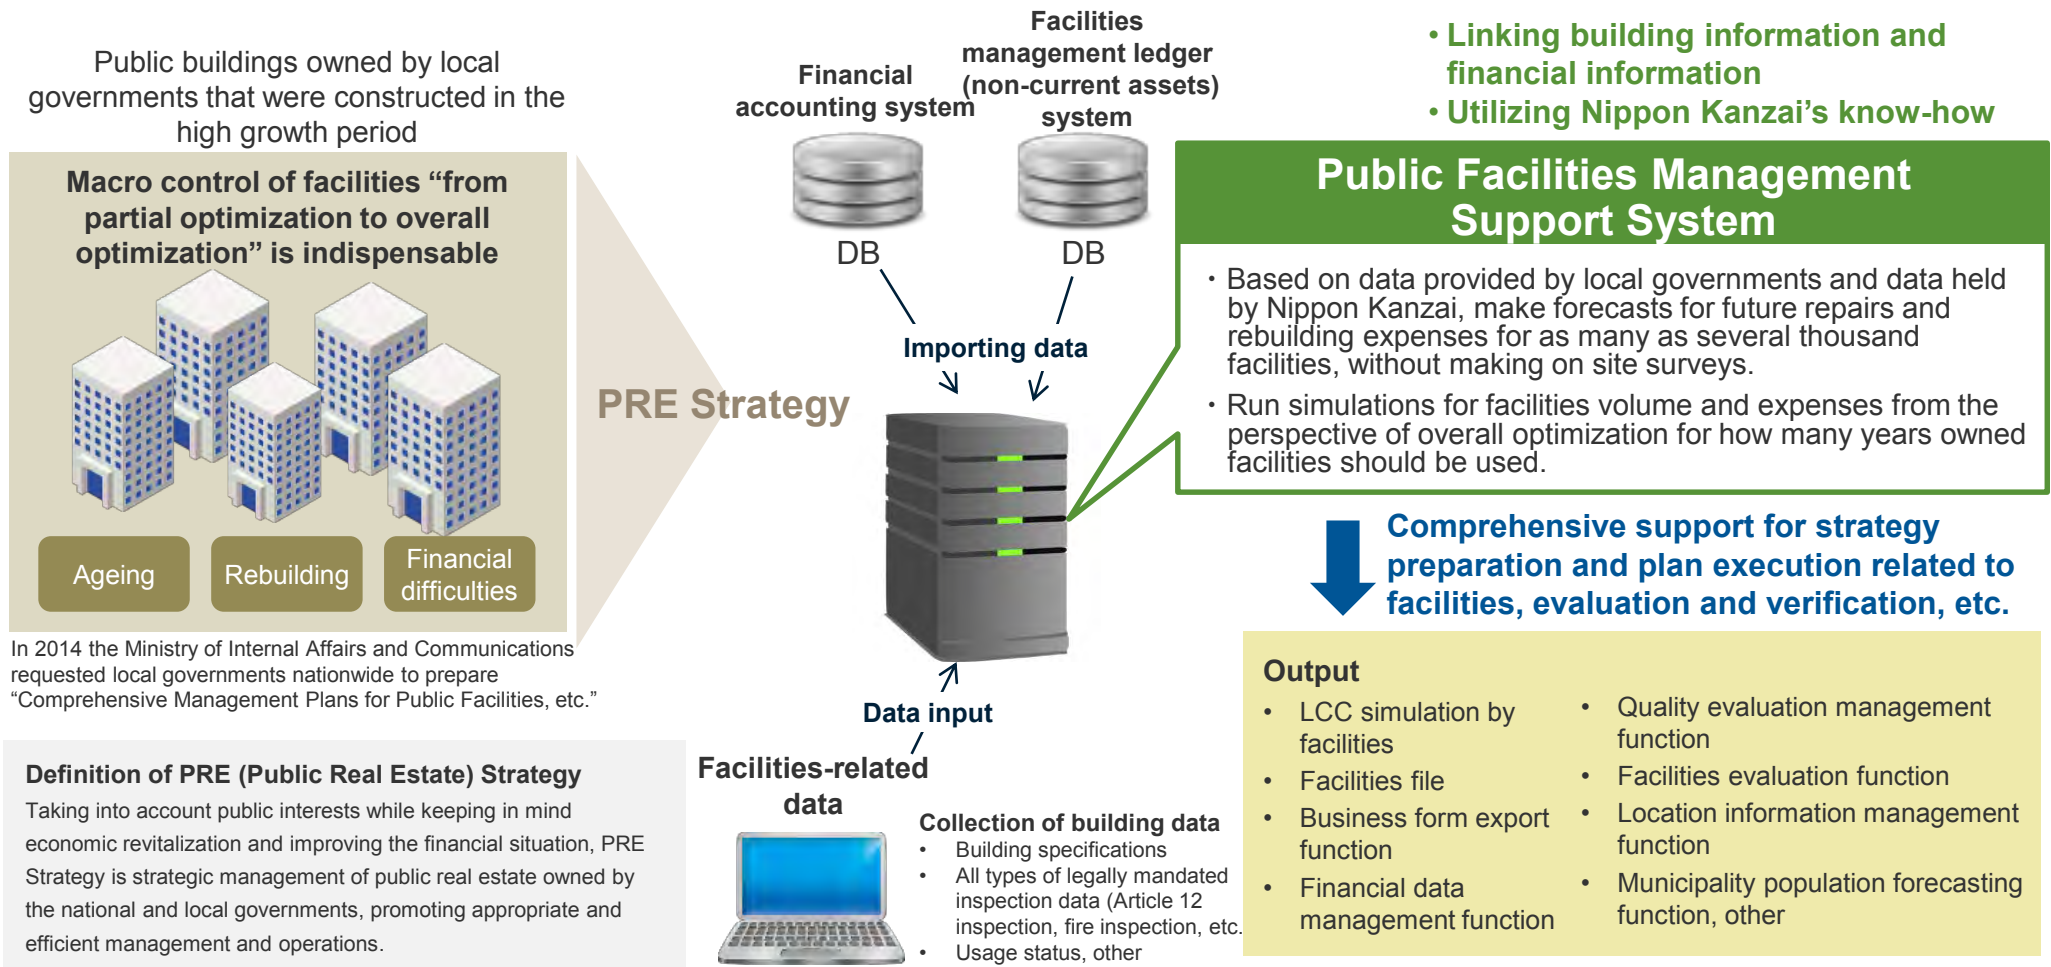 Public buildings owned by local
governments that were constructed in the
high growth period
Macro control of facilities “from
partial optimization to overall
optimization” is indispensable
Ageing
Rebuilding
Financial
difficulties
In 2014 the Ministry of Internal Affairs and Communications
requested local governments nationwide to prepare
“Comprehensive Management Plans for Public Facilities, etc.”
Definition of PRE (Public Real Estate) Strategy
Taking into account public interests while keeping in mind
economic revitalization and improving the financial situation, PRE
Strategy is strategic management of public real estate owned by
the national and local governments, promoting appropriate and
efficient management and operations.
PRE Strategy
Financial
accounting system
DB
Facilities
management ledger
(non-current assets)
system
DB
Importing data
Data input
Facilities-related
data
Collection of building data
• Building specifications
• All types of legally mandated
inspection data (Article 12
inspection, fire inspection, etc.
• Usage status, other
• Linking building information and
financial information
• Utilizing Nippon Kanzai’s know-how
Public Facilities Management
Support System
・Based on data provided by local governments and data held
by Nippon Kanzai, make forecasts for future repairs and
rebuilding expenses for as many as several thousand
facilities, without making on site surveys.
・Run simulations for facilities volume and expenses from the
perspective of overall optimization for how many years owned
facilities should be used.
Comprehensive support for strategy
preparation and plan execution related to
facilities, evaluation and verification, etc.
Output
• LCC simulation by
facilities
• Facilities file
• Business form export
function
• Financial data
management function
• Quality evaluation management
function
• Facilities evaluation function
• Location information management
function
• Municipality population forecasting
function, other